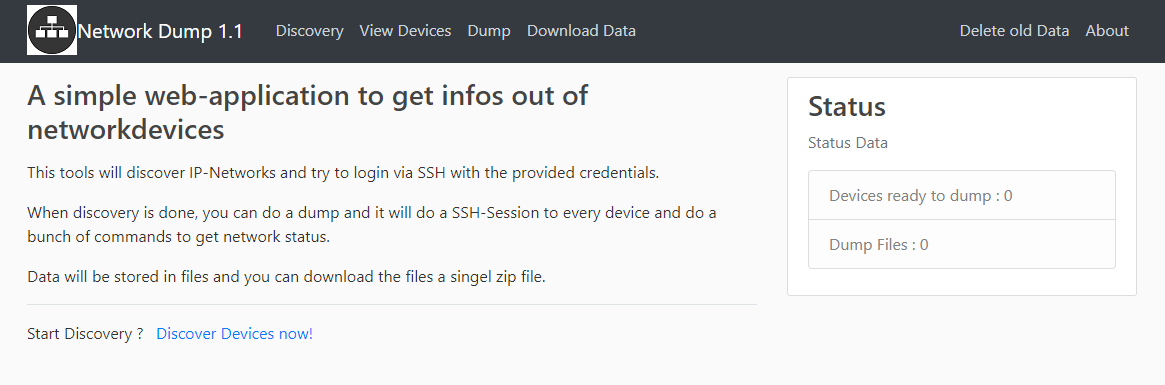 Network Dump 1.1 Discovery View Devices Dump Download Data Delete old Data About
A simple web-application to get infos out of
networkdevices
This tools will discover IP-Networks and try to login via SSH with the provided credentials.
When discovery is done, you can do a dump and it will do a SSH-Session to every device and do a
bunch of commands to get network status.
Data will be stored in files and you can download the files a singel zip file.
Start Discovery ? Discover Devices now!
Status
Status Data
Devices ready to dump : 0
Dump Files : 0